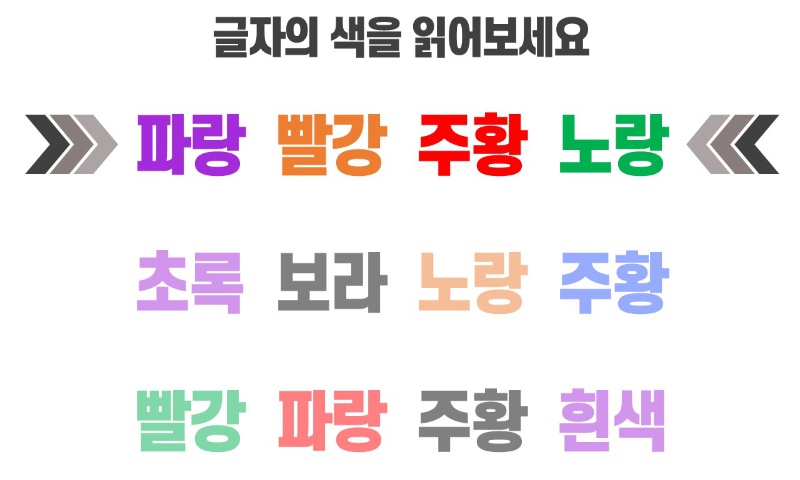 글자의 색을 읽어보세요
파랑 빨강 주황 노랑
초록 보라 노랑 주황
빨강 파랑 주황 흰색